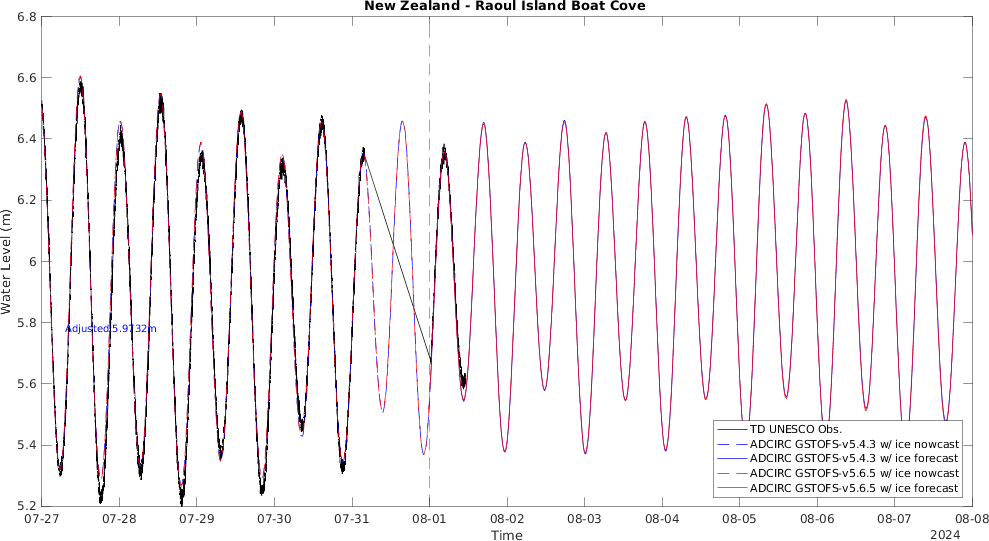 New Zealand - Raoul Island Boat Cove
Water Level (m)
6.8
6.6
6.4
6.2
6
5.8
5.6
5.4
5.2
Adjusted 5.9732m
TD UNESCO Obs.
ADCIRC GSTOFS-v5.4.3 w/ ice nowcast
ADCIRC GSTOFS-v5.4.3 w/ ice forecast
ADCIRC GSTOFS-v5.6.5 w/ ice nowcast
ADCIRC GSTOFS-v5.6.5 w/ ice forecast
07-27 07-28 07-29 07-30 07-31 08-01 08-02 08-03 08-04 08-05 08-06 08-07 08-08
Time
2024